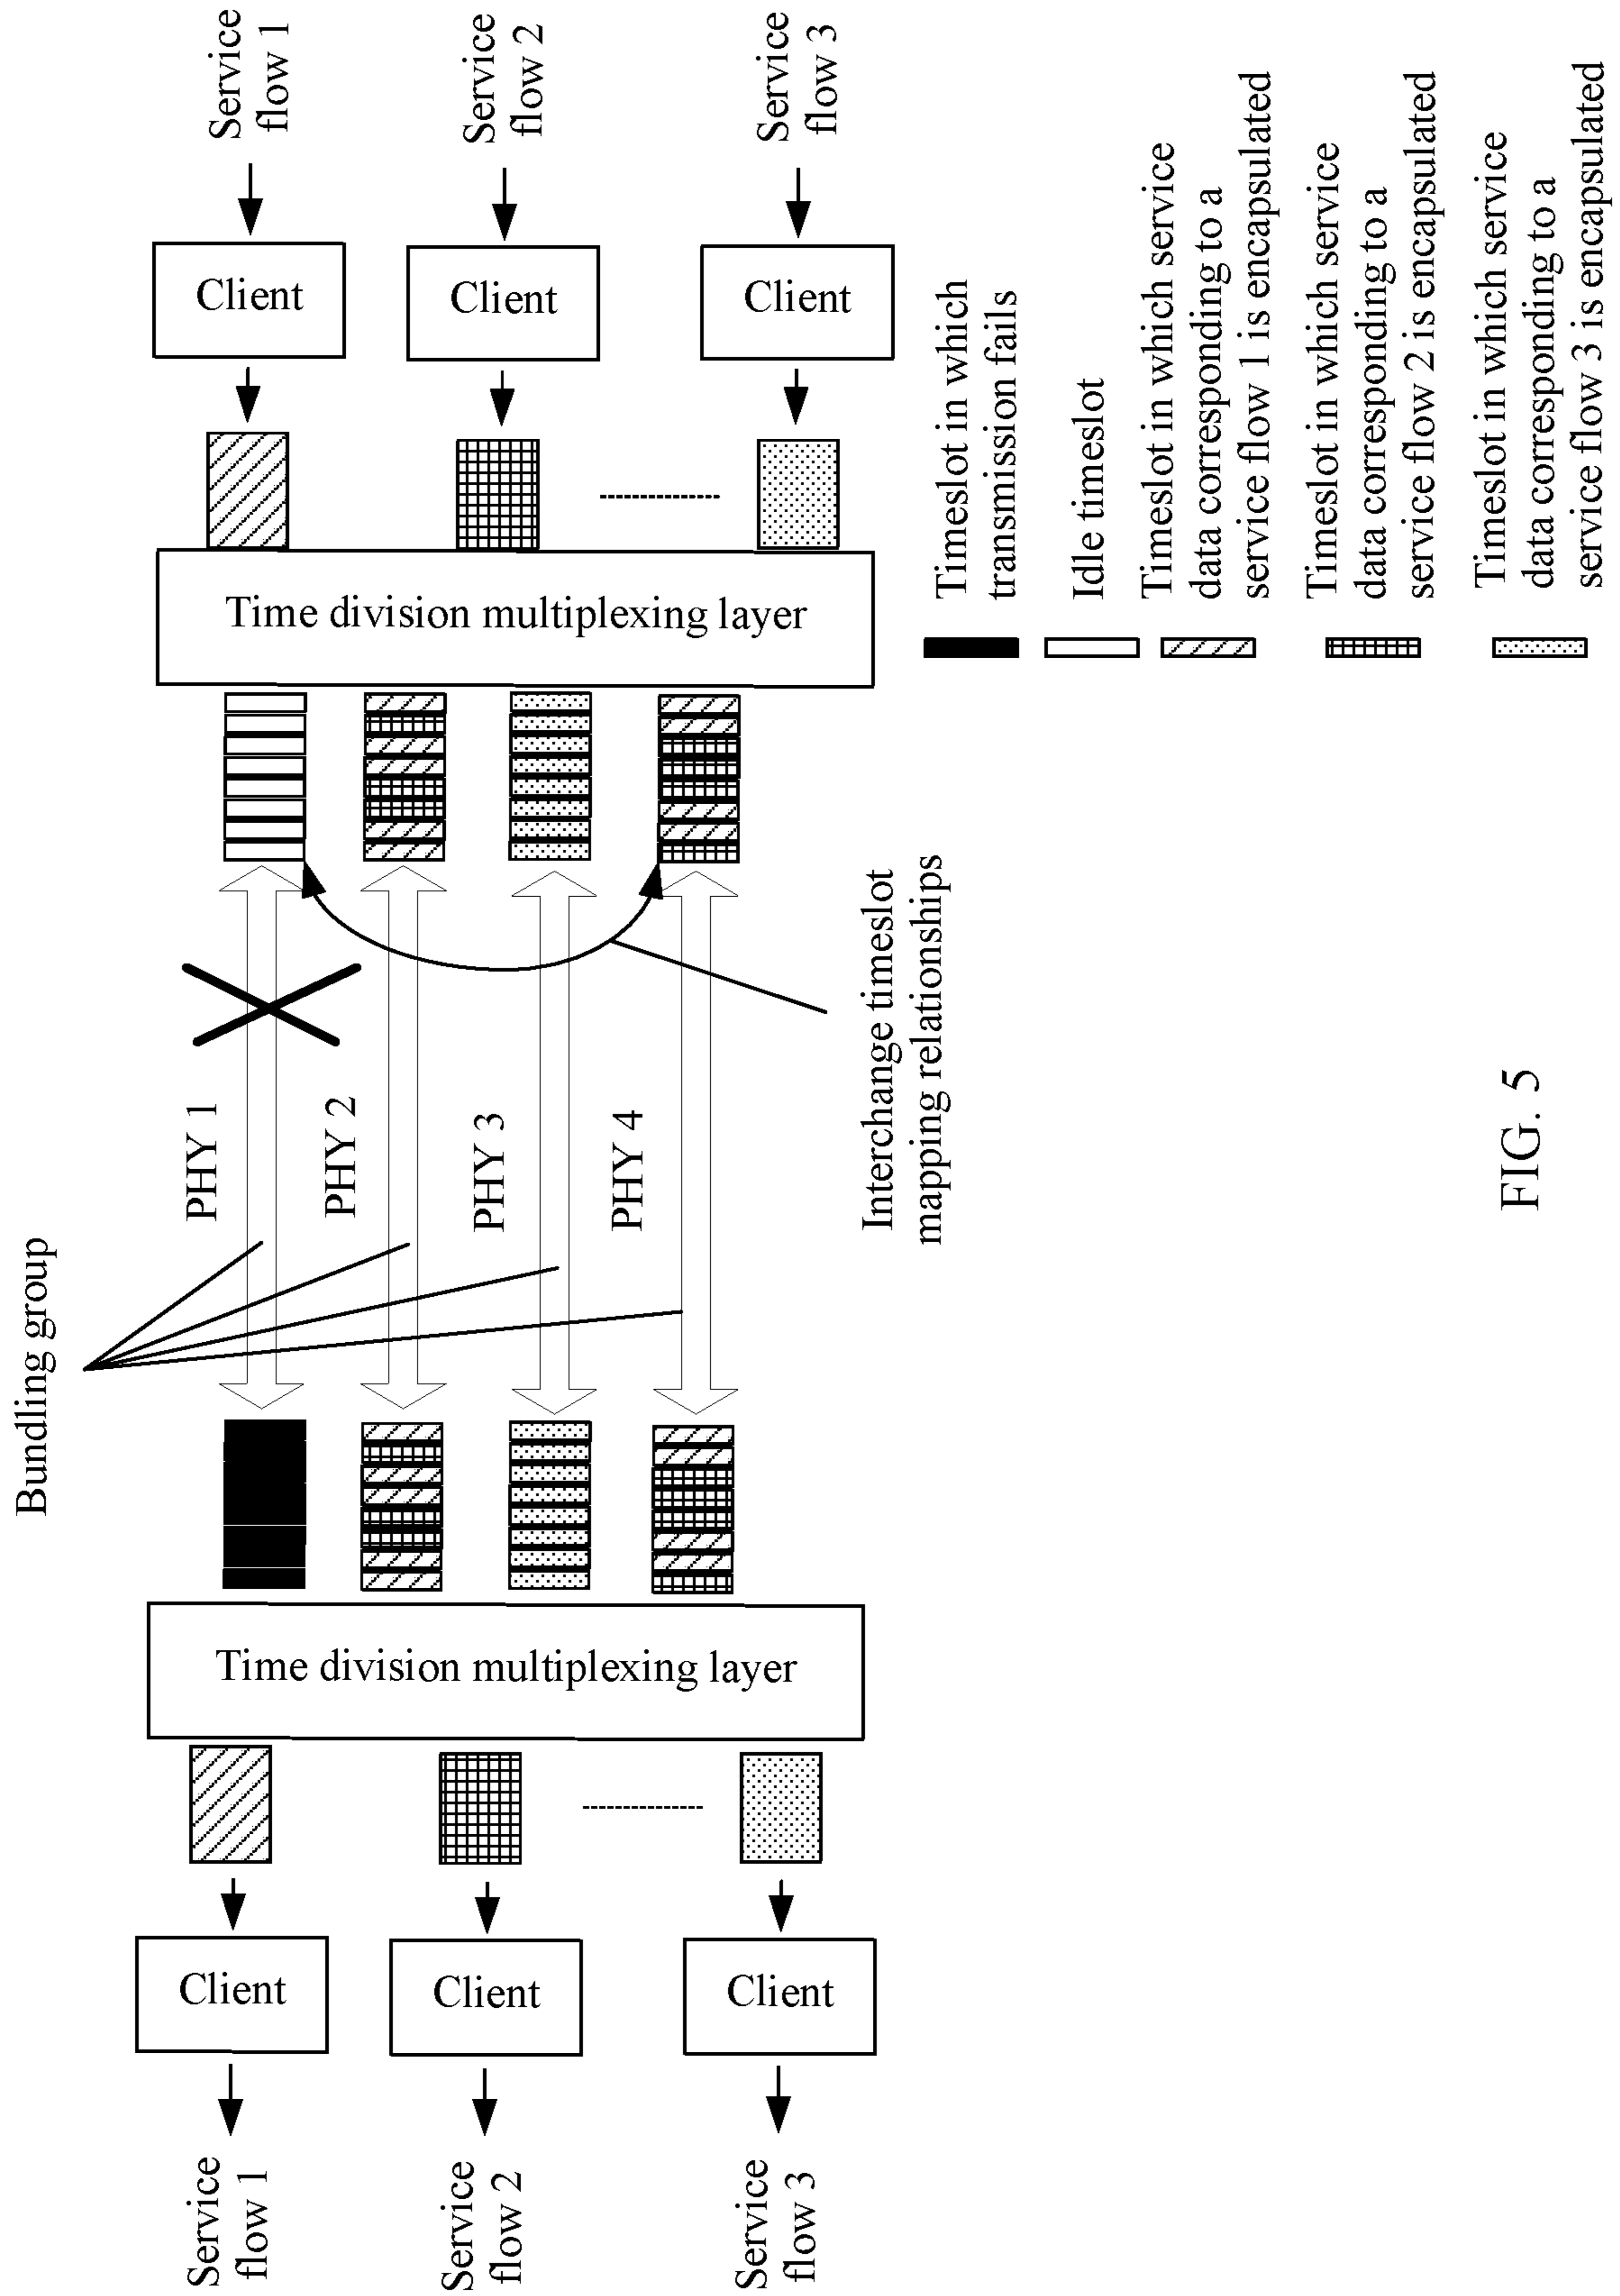 Service
flow 1
Service
flow 2
Service
flow 3
Client
Client
Client
Time division multiplexing layer
PHY 1
PHY 2
PHY 3
PHY 4
Bundling group
Interchange timeslot
mapping relationships
Time division multiplexing layer
Client
Client
Client
Service
flow 1
Service
flow 2
Service
flow 3
Timeslot in which
transmission fails
Idle timeslot
Timeslot in which service
data corresponding to a
service flow 1 is encapsulated
Timeslot in which service
data corresponding to a
service flow 2 is encapsulated
Timeslot in which service
data corresponding to a
service flow 3 is encapsulated
FIG. 5